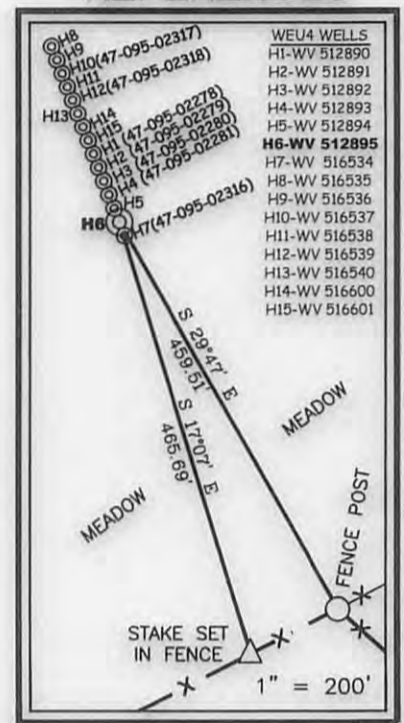 H8
H9
H10(47-095-02317)
H11
H12(47-095-02318)
H13
H14
H15
H1 (47-095-02278)
H2 (47-095-02279)
H3 (47-095-02280)
H4 (47-095-02281)
H5
H6
H7(47-095-02316)
WEU4 WELLS
H1-WV 512890
H2-WV 512891
H3-WV 512892
H4-WV 512893
H5-WV 512894
H6-WV 512895
H7-WV 516534
H8-WV 516535
H9-WV 516536
H10-WV 516537
H11-WV 516538
H12-WV 516539
H13-WV 516540
H14-WV 516600
H15-WV 516601
S 29°47' E
459.51'
S 17°07' E
465.69'
MEADOW
MEADOW
FENCE POST
STAKE SET
IN FENCE
1" = 200'